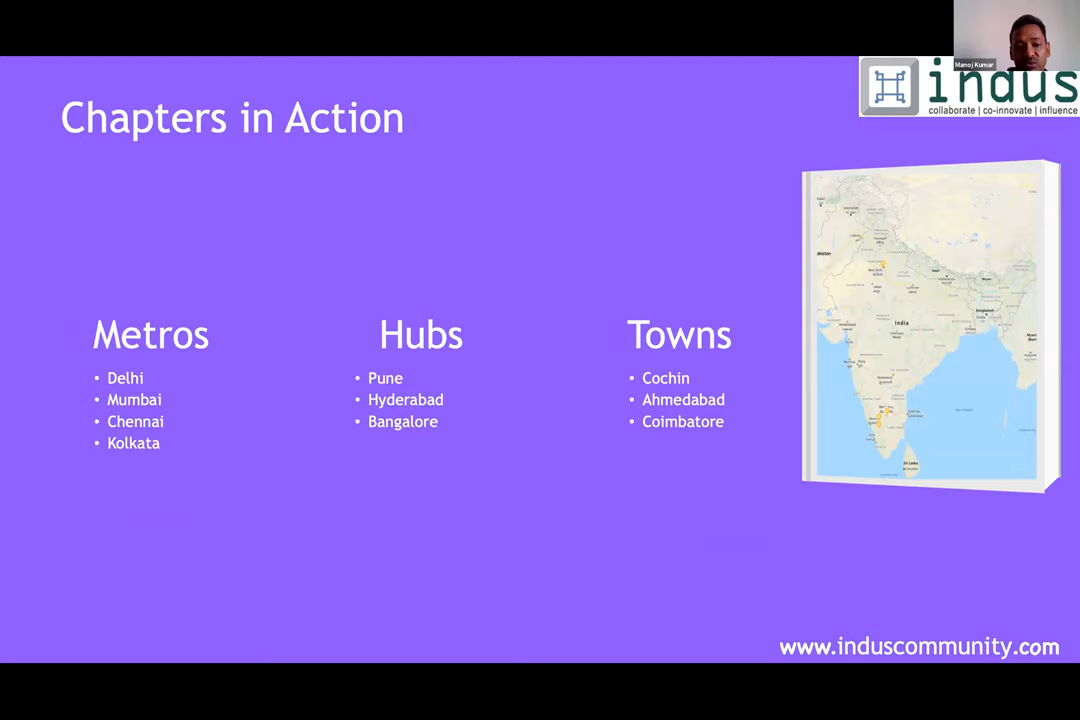 Manoj Kumar
indus
collaborate | co-innovate | influence
Chapters in Action
Metros
• Delhi
• Mumbai
• Chennai
• Kolkata
Hubs
• Pune
• Hyderabad
• Bangalore
Towns
• Cochin
• Ahmedabad
• Coimbatore
India
Sri Lanka
www.induscommunity.com